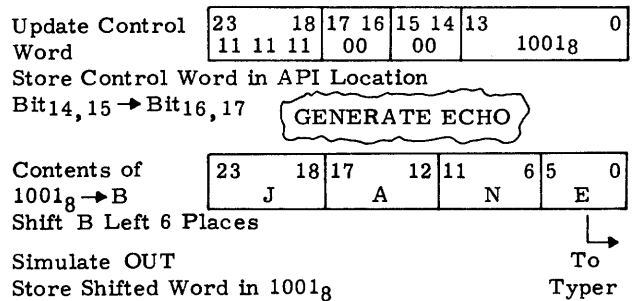 Update Control 23 18 17 16 15 14 13 0
Word 11 11 11 00 00 1001₈
Store Control Word in API Location
Bit₁₄, ₁₅ → Bit₁₆, ₁₇ GENERATE ECHO
Contents of 23 18 17 12 11 6 5 0
1001₈ → B J A N E
Shift B Left 6 Places
Simulate OUT To
Store Shifted Word in 1001₈ Typer